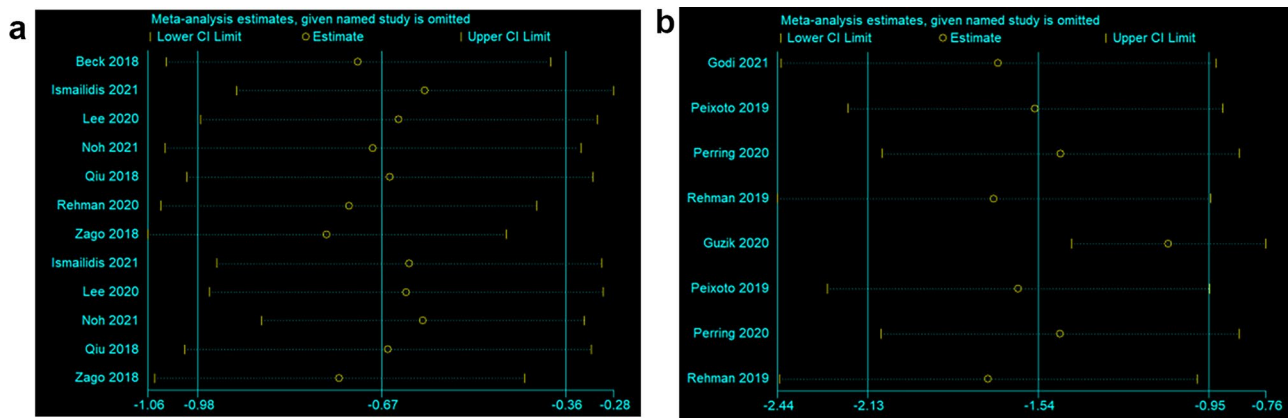 a
Meta-analysis estimates, given named study is omitted
Lower CI Limit Estimate Upper CI Limit
Beck 2018
Ismailidis 2021
Lee 2020
Noh 2021
Qiu 2018
Rehman 2020
Zago 2018
Ismailidis 2021
Lee 2020
Noh 2021
Qiu 2018
Zago 2018
-1.06 -0.98 -0.67 -0.36 -0.28
b
Meta-analysis estimates, given named study is omitted
Lower CI Limit Estimate Upper CI Limit
Godi 2021
Peixoto 2019
Perring 2020
Rehman 2019
Guzik 2020
Peixoto 2019
Perring 2020
Rehman 2019
-2.44 -2.13 -1.54 -0.95 -0.76